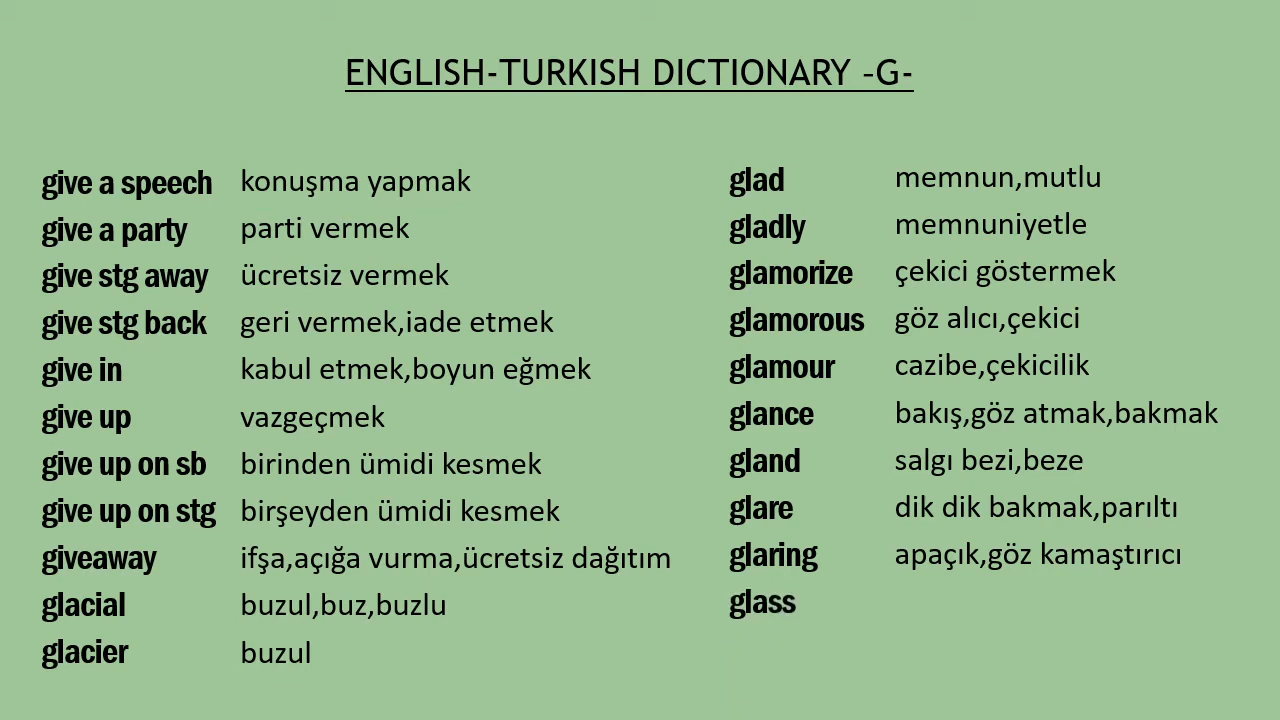 ENGLISH-TURKISH DICTIONARY –G-
give a speech konuşma yapmak
give a party parti vermek
give stg away ücretsiz vermek
give stg back geri vermek,iade etmek
give in kabul etmek,boyun eğmek
give up vazgeçmek
give up on sb birinden ümidi kesmek
give up on stg birşeyden ümidi kesmek
giveaway ifşa,açığa vurma,ücretsiz dağıtım
glacial buzul,buz,buzlu
glacier buzul
glad memnun,mutlu
gladly memnuniyetle
glamorize çekici göstermek
glamorous göz alıcı,çekici
glamour cazibe,çekicilik
glance bakış,göz atmak,bakmak
gland salgı bezi,beze
glare dik dik bakmak,parıltı
glaring apaçık,göz kamaştırıcı
glass